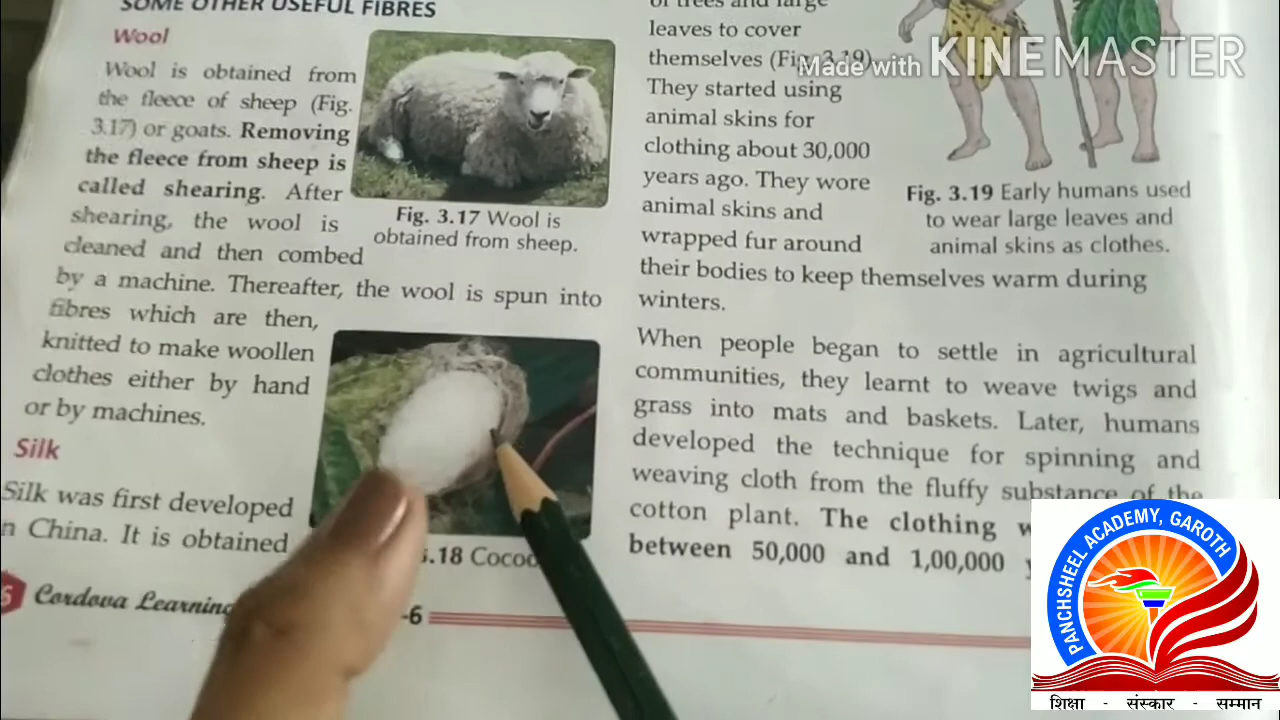 SOME OTHER USEFUL FIBRES
Wool
Wool is obtained from
the fleece of sheep (Fig.
3.17) or goats. Removing
the fleece from sheep is
called shearing. After
shearing, the wool is
cleaned and then combed
by a machine. Thereafter, the wool is spun into
fibres which are then,
knitted to make woollen
clothes either by hand
or by machines.
Fig. 3.17 Wool is
obtained from sheep.
Silk
Silk was first developed
n China. It is obtained
.18 Cocoo
Cordova Learning
-6
of trees and large
leaves to cover
themselves (Fig. 3.19).
They started using
animal skins for
clothing about 30,000
years ago. They wore
animal skins and
wrapped fur around
their bodies to keep themselves warm during
winters.
Fig. 3.19 Early humans used
to wear large leaves and
animal skins as clothes.
When people began to settle in agricultural
communities, they learnt to weave twigs and
grass into mats and baskets. Later, humans
developed the technique for spinning and
weaving cloth from the fluffy substance of the
cotton plant. The clothing
between 50,000 and 1,00,000
Made with KINEMASTER
PANCHSHEEL ACADEMY, GAROTH
शिक्षा - संस्कार - सम्मान